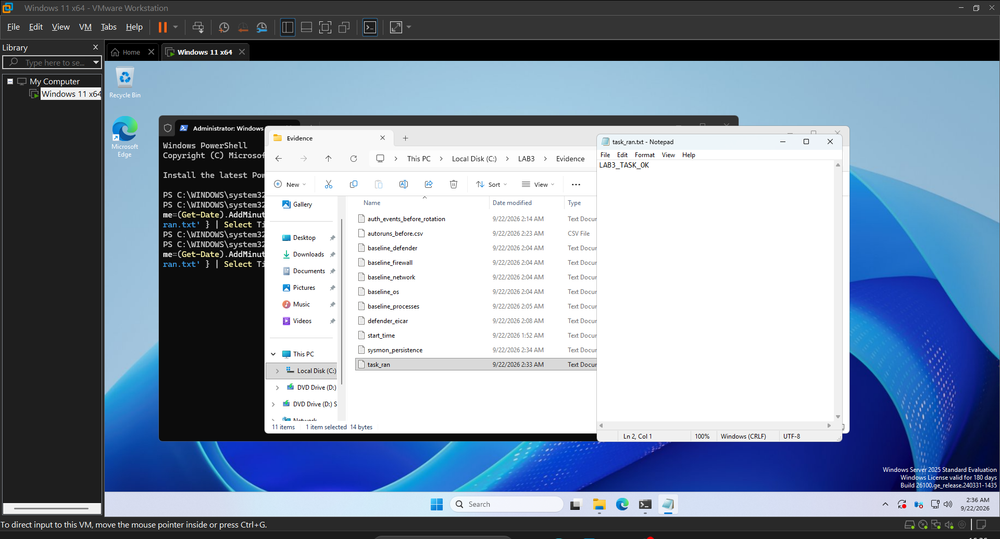 Windows 11 x64 - VMware Workstation
File Edit View VM Tabs Help
Library
Type here to se...
My Computer
Windows 11 x64
Home
Windows 11 x64
Recycle Bin
Microsoft
Edge
Administrator: Windows
Windows PowerShell
Copyright (C) Microsof
Install the latest Pow
PS C:\WINDOWS\system32
PS C:\WINDOWS\system32
me=(Get-Date).AddMinut
ran.txt' } | Select Ti
PS C:\WINDOWS\system32
PS C:\WINDOWS\system32
me=(Get-Date).AddMinut
ran.txt' } | Select Ti
Evidence
This PC > Local Disk (C:) > LAB3 > Evidence
New Sort View
Gallery
Desktop
Downloads
Documents
Pictures
Music
Videos
This PC
Local Disk (C:)
DVD Drive (D:)
DVD Drive (D:) S
Network
Name Date modified Type
auth_events_before_rotation 9/22/2026 2:14 AM Text Docur
autoruns_before.csv 9/22/2026 2:23 AM CSV File
baseline_defender 9/22/2026 2:04 AM Text Docur
baseline_firewall 9/22/2026 2:04 AM Text Docur
baseline_network 9/22/2026 2:04 AM Text Docur
baseline_os 9/22/2026 2:04 AM Text Docur
baseline_processes 9/22/2026 2:05 AM Text Docur
defender_eicar 9/22/2026 2:08 AM Text Docur
start_time 9/22/2026 1:52 AM Text Docur
sysmon_persistence 9/22/2026 2:34 AM Text Docur
task_ran 9/22/2026 2:33 AM Text Docur
11 items 1 item selected 14 bytes
task_ran.txt - Notepad
File Edit Format View Help
LAB3_TASK_OK
Ln 2, Col 1 100% Windows (CRLF) UTF-8
Windows Server 2025 Standard Evaluation
Windows License valid for 180 days
Build 26100.ge_release.240331-1435
Search
2:36 AM
9/22/2026
To direct input to this VM, move the mouse pointer inside or press Ctrl+G.